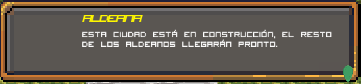 ALDEANA
ESTA CIUDAD ESTÁ EN CONSTRUCCIÓN, EL RESTO
DE LOS ALDEANOS LLEGARÁN PRONTO.